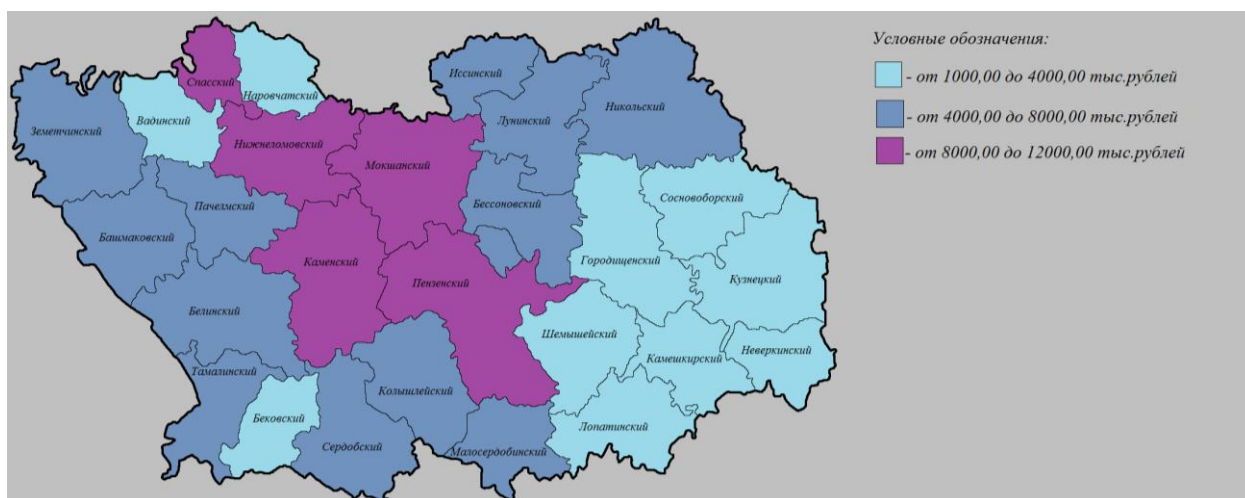 Условные обозначения:
- от 1000,00 до 4000,00 тыс.рублей
- от 4000,00 до 8000,00 тыс.рублей
- от 8000,00 до 12000,00 тыс.рублей
Спасский
Наровчатский
Иссинский
Никольский
Земетчинский
Вадинский
Лунинский
Нижнеломовский
Мокшанский
Сосновоборский
Пачелмский
Бессоновский
Башмаковский
Каменский
Городищенский
Пензенский
Кузнецкий
Белинский
Шемышейский
Неверкинский
Камешкирский
Тамалинский
Колышлейский
Бековский
Лопатинский
Сердобский
Малосердобинский